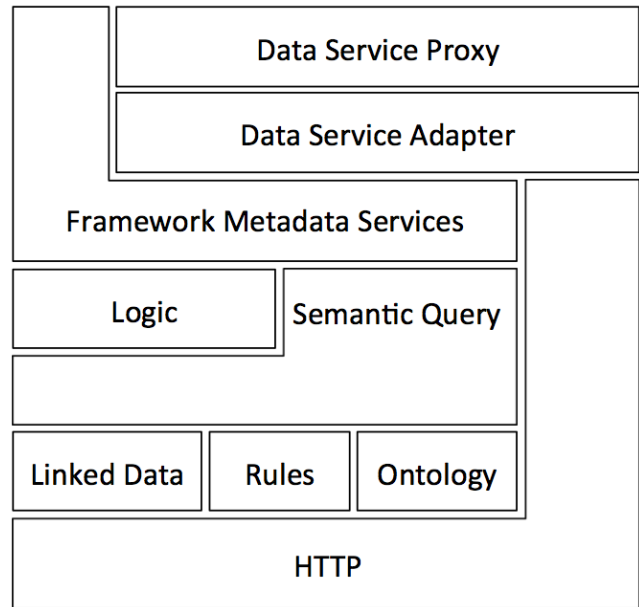 Data Service Proxy
Data Service Adapter
Framework Metadata Services
Logic
Semantic Query
Linked Data
Rules
Ontology
HTTP